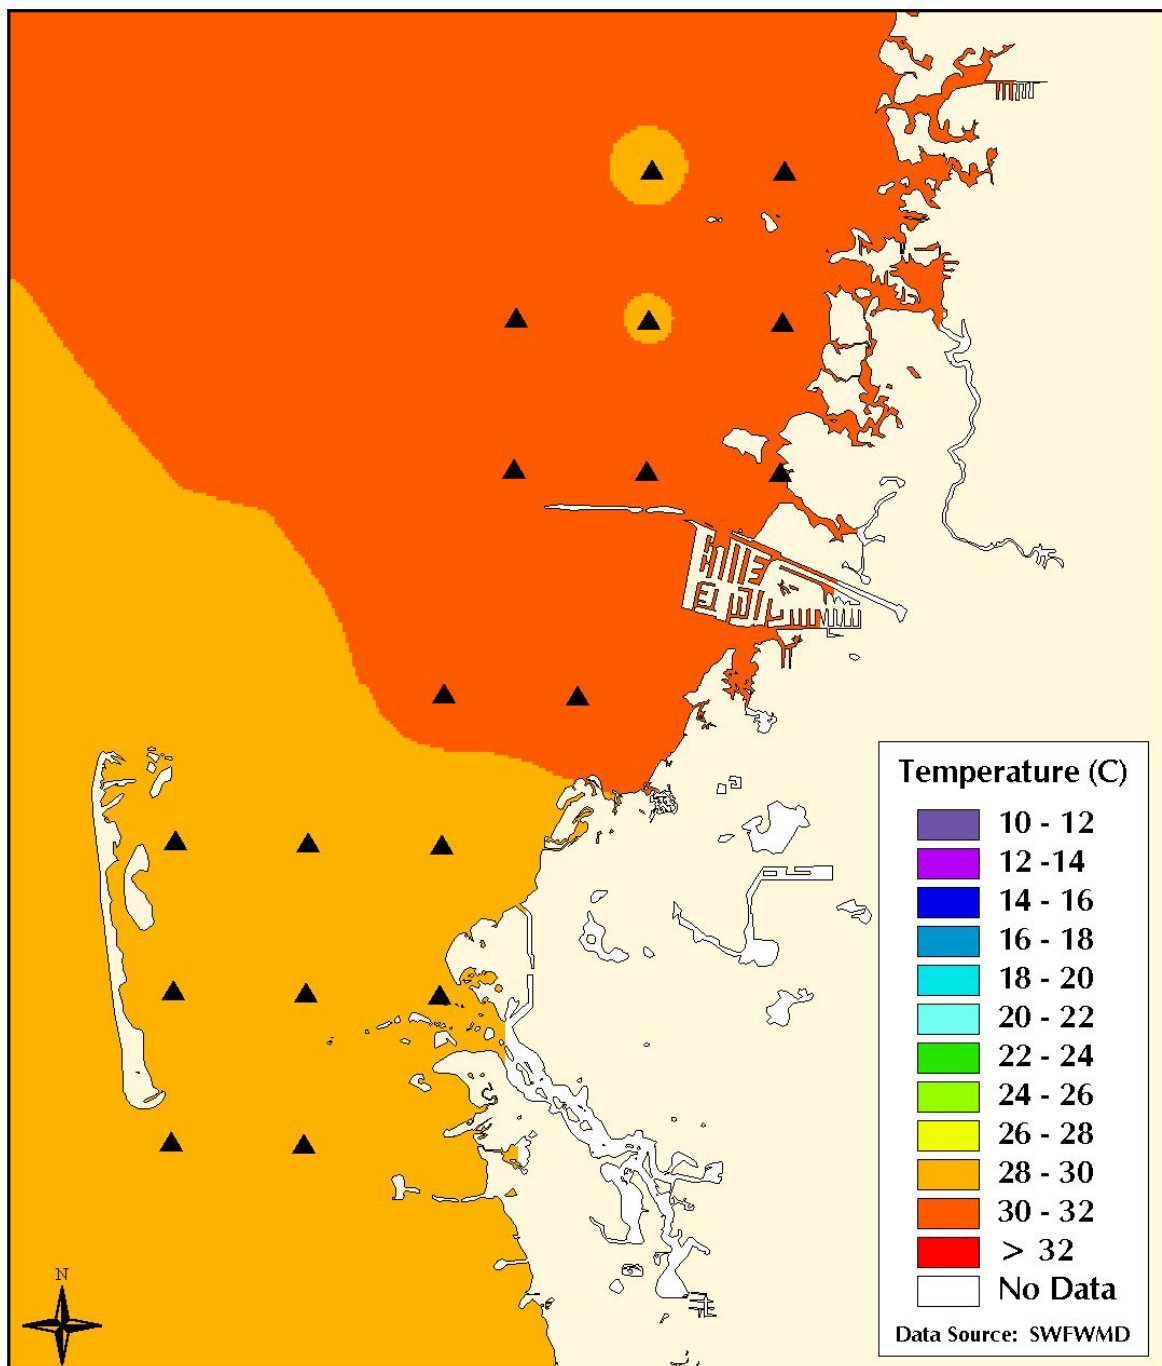 Temperature (C)
10 - 12
12 -14
14 - 16
16 - 18
18 - 20
20 - 22
22 - 24
24 - 26
26 - 28
28 - 30
30 - 32
> 32
No Data
Data Source: SWFWMD
N